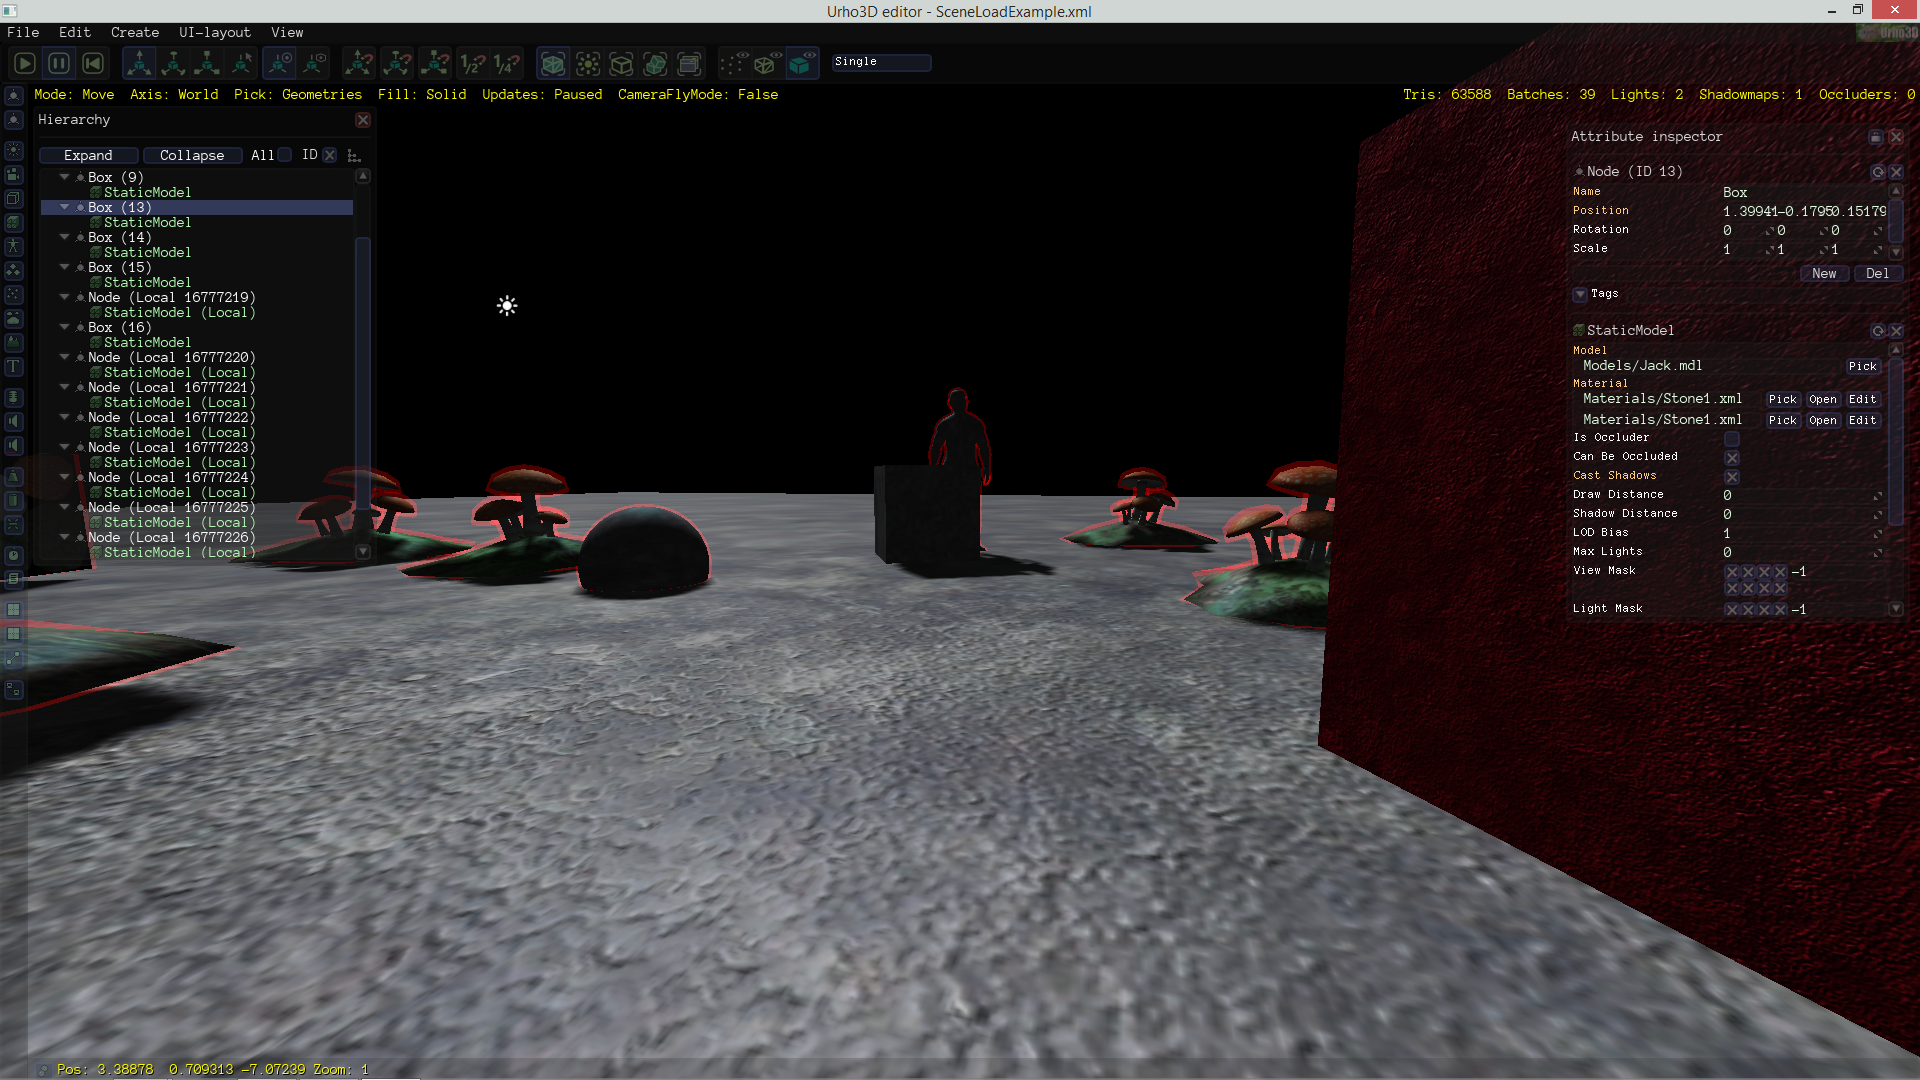 Urho3D editor - SceneLoadExample.xml
File Edit Create UI-layout View
Urho3D
1/2° 1/4° Single
Mode: Move Axis: World Pick: Geometries Fill: Solid Updates: Paused CameraFlyMode: False
Tris: 63588 Batches: 39 Lights: 2 Shadowmaps: 1 Occluders: 0
Hierarchy
Expand Collapse All ID
Box (9)
StaticModel
Box (13)
StaticModel
Box (14)
StaticModel
Box (15)
StaticModel
Node (Local 16777219)
StaticModel (Local)
Box (16)
StaticModel
Node (Local 16777220)
StaticModel (Local)
Node (Local 16777221)
StaticModel (Local)
Node (Local 16777222)
StaticModel (Local)
Node (Local 16777223)
StaticModel (Local)
Node (Local 16777224)
StaticModel (Local)
Node (Local 16777225)
StaticModel (Local)
Node (Local 16777226)
StaticModel (Local)
Attribute inspector
Node (ID 13)
Name Box
Position 1.39941 -0.1795 0.15179
Rotation 0 0 0
Scale 1 1 1
New Del
Tags
StaticModel
Model
Models/Jack.mdl Pick
Material
Materials/Stone1.xml Pick Open Edit
Materials/Stone1.xml Pick Open Edit
Is Occluder
Can Be Occluded
Cast Shadows
Draw Distance 0
Shadow Distance 0
LOD Bias 1
Max Lights 0
View Mask -1
Light Mask -1
Pos: 3.38878 0.709313 -7.07239 Zoom: 1